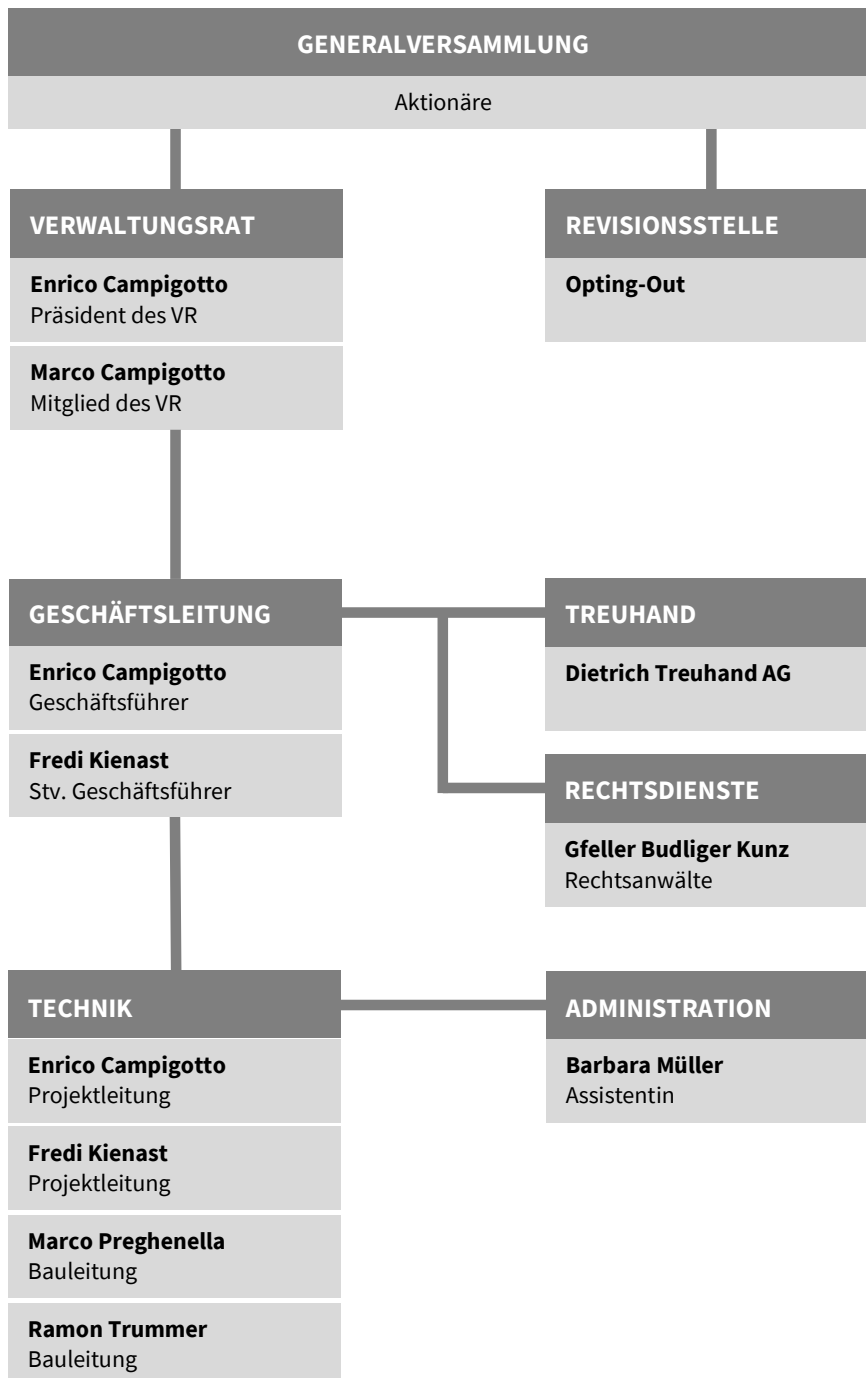 GENERALVERSAMMLUNG
Aktionäre
VERWALTUNGSRAT
Enrico Campigotto
Präsident des VR
Marco Campigotto
Mitglied des VR
REVISIONSSTELLE
Opting-Out
GESCHÄFTSLEITUNG
Enrico Campigotto
Geschäftsführer
Fredi Kienast
Stv. Geschäftsführer
TREUHAND
Dietrich Treuhand AG
RECHTSDIENSTE
Gfeller Budliger Kunz
Rechtsanwälte
TECHNIK
Enrico Campigotto
Projektleitung
Fredi Kienast
Projektleitung
Marco Preghenella
Bauleitung
Ramon Trummer
Bauleitung
ADMINISTRATION
Barbara Müller
Assistentin